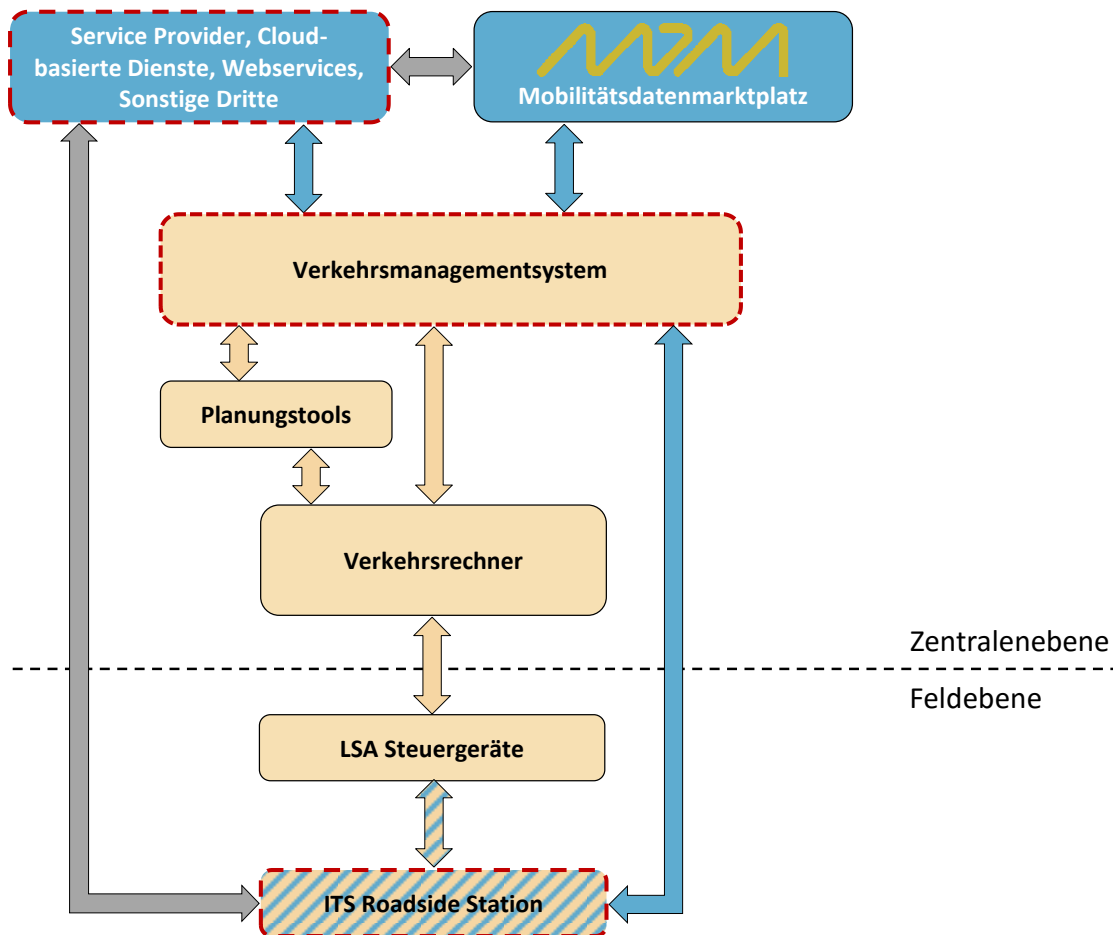 Service Provider, Cloud-
basierte Dienste, Webservices,
Sonstige Dritte
MDM
Mobilitätsdatenmarktplatz
Verkehrsmanagementsystem
Planungstools
Verkehrsrechner
Zentralenebene
Feldebene
LSA Steuergeräte
ITS Roadside Station